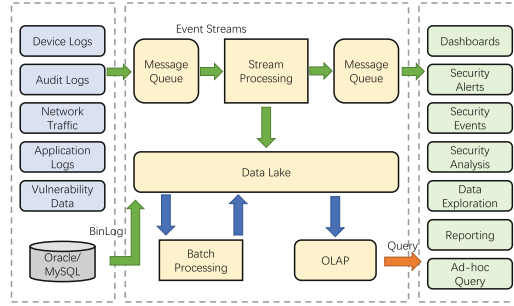 Device Logs
Audit Logs
Network
Traffic
Application
Logs
Vulnerability
Data
Oracle/
MySQL
BinLog
Event Streams
Message
Queue
Stream
Processing
Message
Queue
Data Lake
Batch
Processing
OLAP
Query
Dashboards
Security
Alerts
Security
Events
Security
Analysis
Data
Exploration
Reporting
Ad-hoc
Query